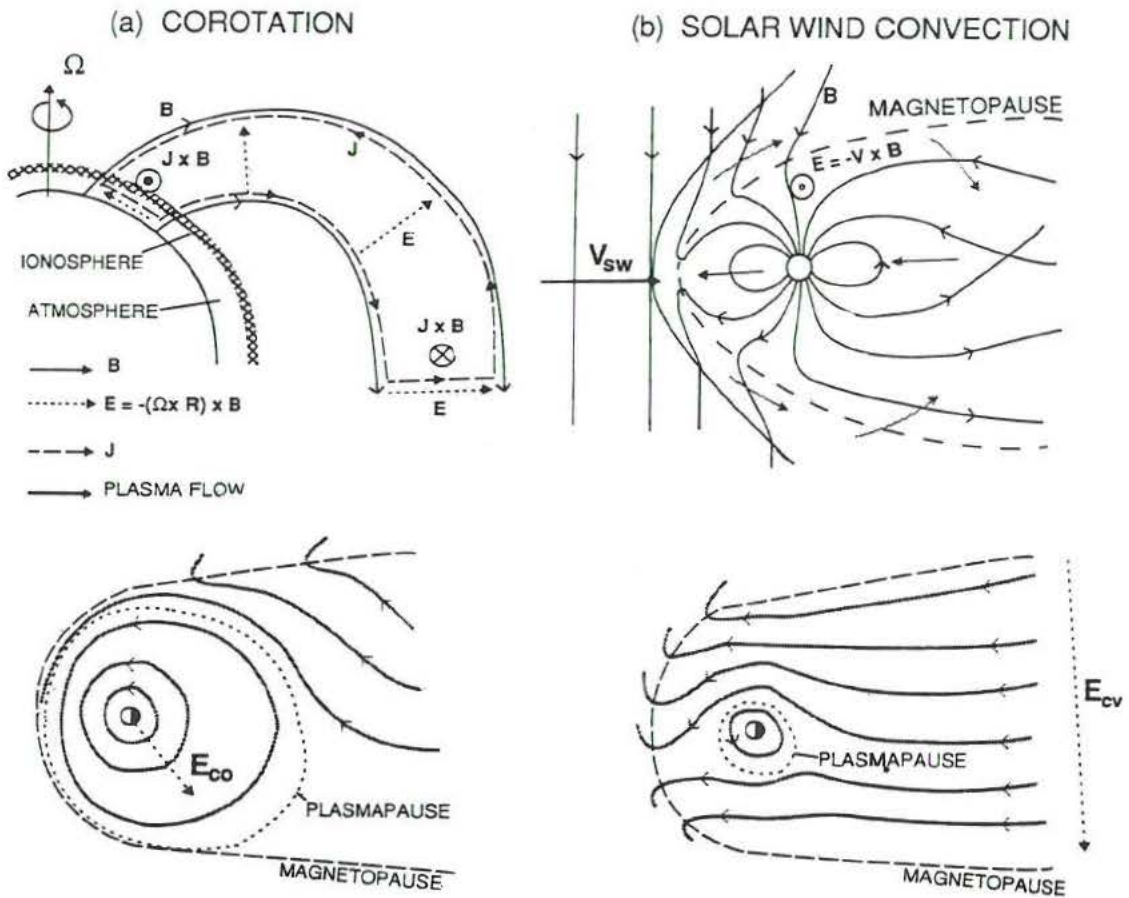 (a) COROTATION
Ω
B
J x B
J
E
IONOSPHERE
ATMOSPHERE
J x B
E
B
E = -(Ω x R) x B
J
PLASMA FLOW
(b) SOLAR WIND CONVECTION
B
MAGNETOPAUSE
E = -V x B
V_SW
E_CO
PLASMAPAUSE
MAGNETOPAUSE
E_CV
PLASMAPAUSE
MAGNETOPAUSE